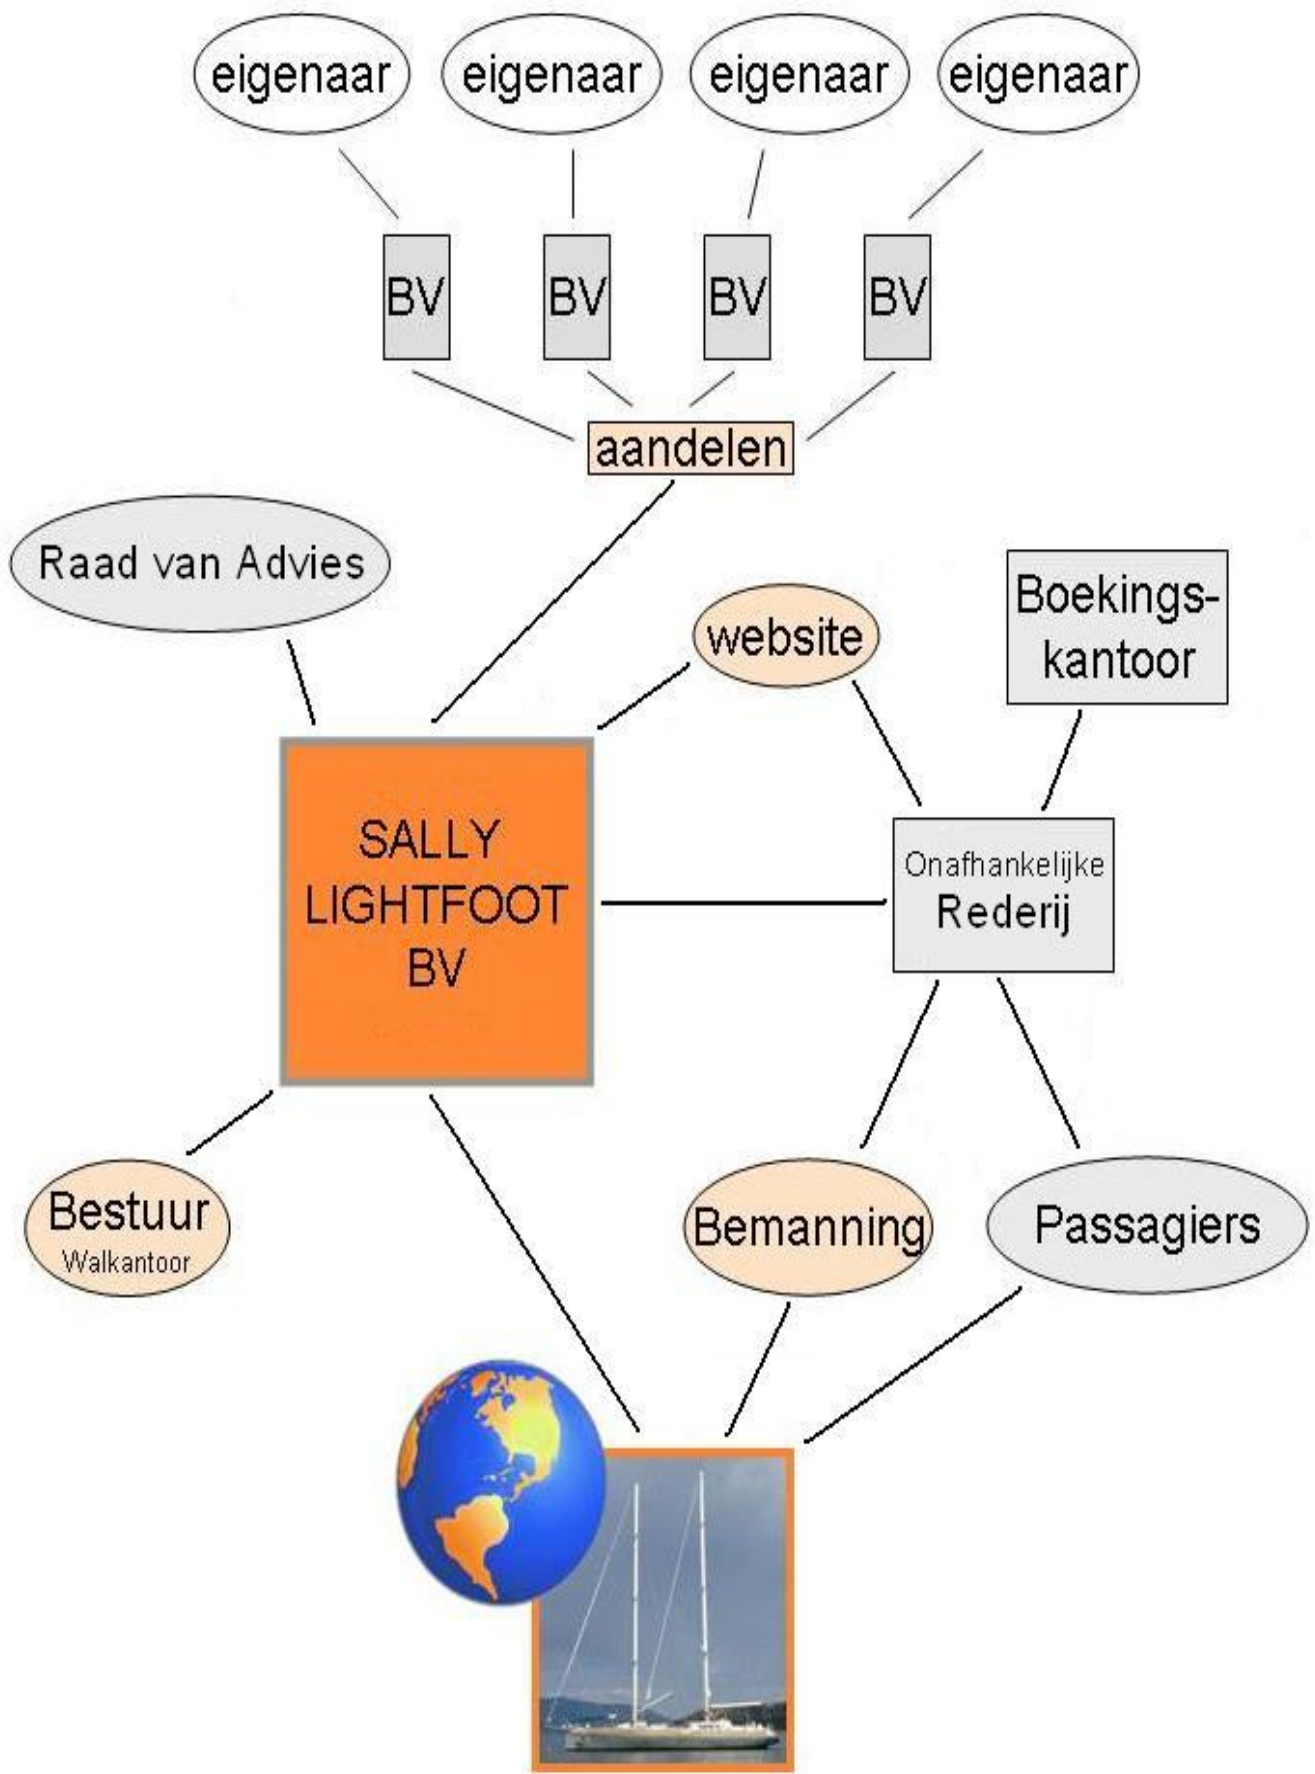 eigenaar eigenaar eigenaar eigenaar
BV BV BV BV
aandelen
Raad van Advies
website
Boekings-
kantoor
SALLY
LIGHTFOOT
BV
Onafhankelijke
Rederij
Bestuur
Walkantoor
Bemanning
Passagiers